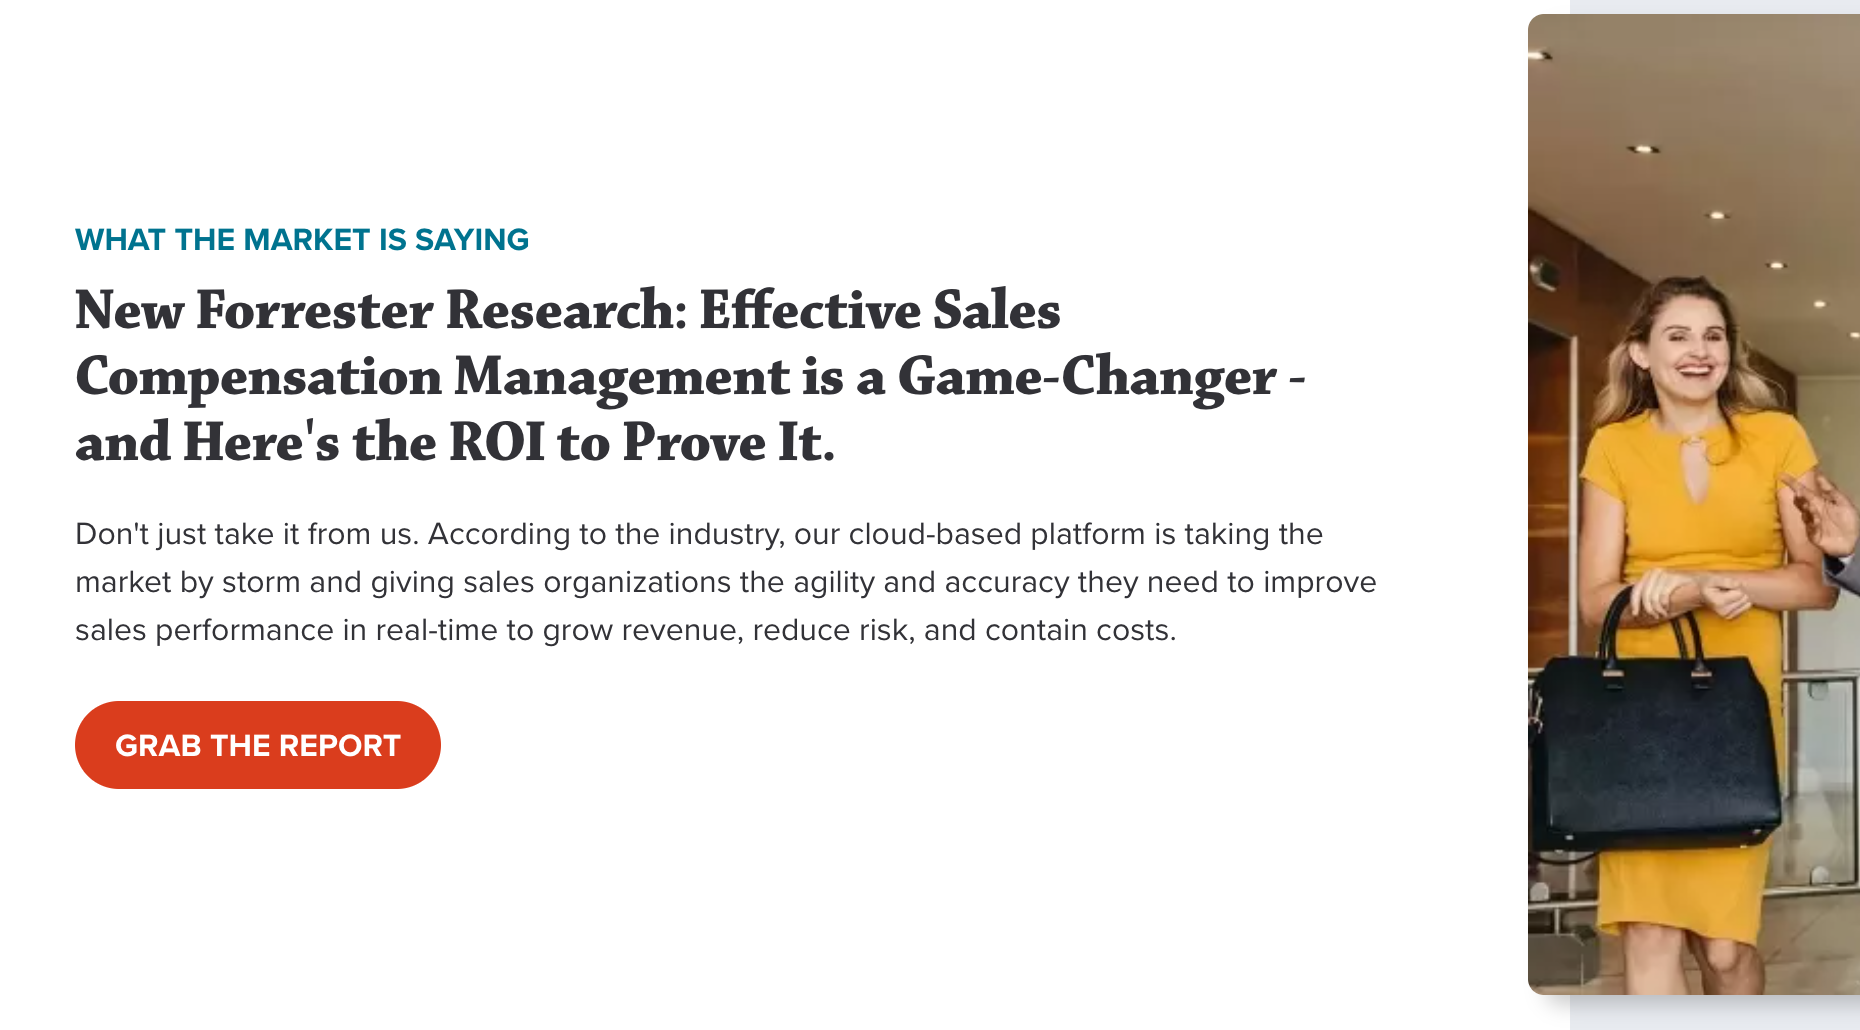 WHAT THE MARKET IS SAYING
New Forrester Research: Effective Sales
Compensation Management is a Game-Changer -
and Here's the ROI to Prove It.
Don't just take it from us. According to the industry, our cloud-based platform is taking the
market by storm and giving sales organizations the agility and accuracy they need to improve
sales performance in real-time to grow revenue, reduce risk, and contain costs.
GRAB THE REPORT